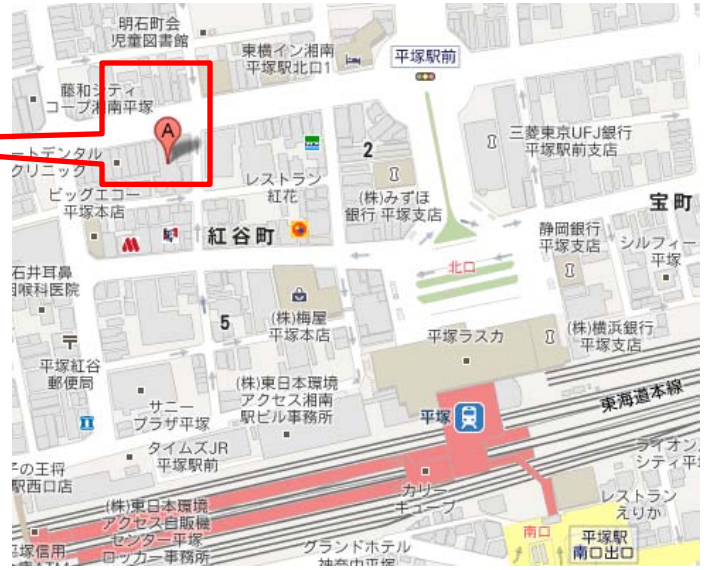 明石町会
児童図書館
東横イン湘南
平塚駅北口1
平塚駅前
藤和シティ
コープ湘南平塚
A
ートデンタル
クリニック
2
三菱東京UFJ銀行
平塚駅前支店
レストラン
紅花
(株)みずほ
銀行 平塚支店
宝町
ビッグエコー
平塚本店
紅谷町
静岡銀行
平塚支店
シルフィー
平塚
北口
石井耳鼻
咽喉科医院
5
(株)梅屋
平塚本店
平塚ラスカ
(株)横浜銀行
平塚支店
平塚紅谷
郵便局
(株)東日本環境
アクセス湘南
駅ビル事務所
東海道本線
サニー
プラザ平塚
平塚
タイムズJR
平塚駅前
ライオン
シティ平
子の王将
駅西口店
カリー
キューブ
レストラン
えりか
(株)東日本環境
アクセス自販機
センター平塚
ロッカー事務所
南口
平塚駅
南口出口
塚信用
グランドホテル
神奈中平塚